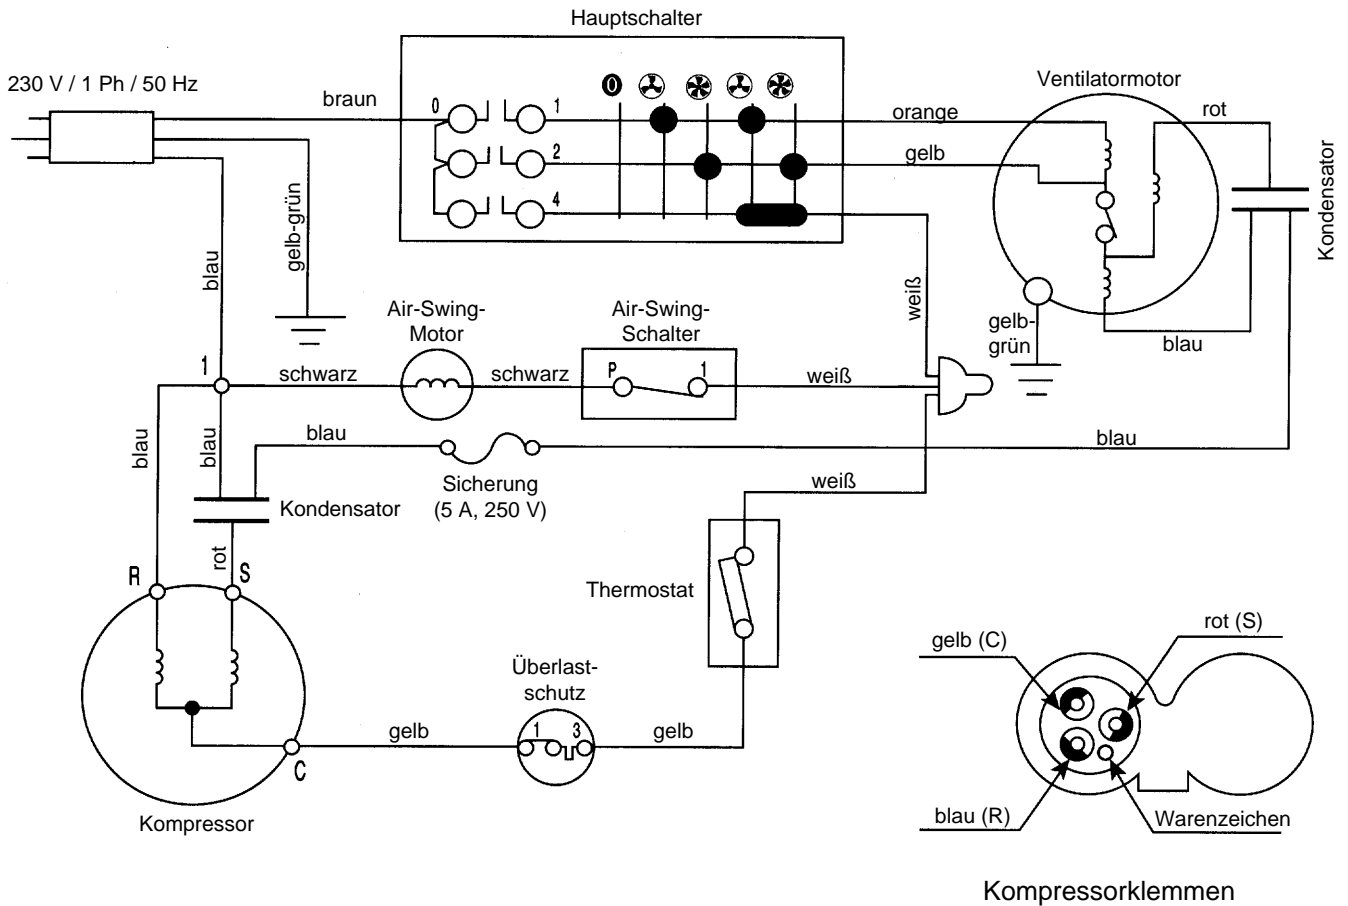 Hauptschalter
230 V / 1 Ph / 50 Hz
braun
0
1
2
4
0
orange
gelb
Ventilatormotor
rot
Kondensator
blau
gelb-grün
weiß
gelb-
grün
blau
Air-Swing-
Motor
Air-Swing-
Schalter
1
schwarz
schwarz
P
1
weiß
blau
blau
blau
blau
Sicherung
(5 A, 250 V)
weiß
Kondensator
rot
R
S
Thermostat
Überlast-
schutz
gelb
1
3
gelb
C
Kompressor
rot (S)
gelb (C)
blau (R)
Warenzeichen
Kompressorklemmen